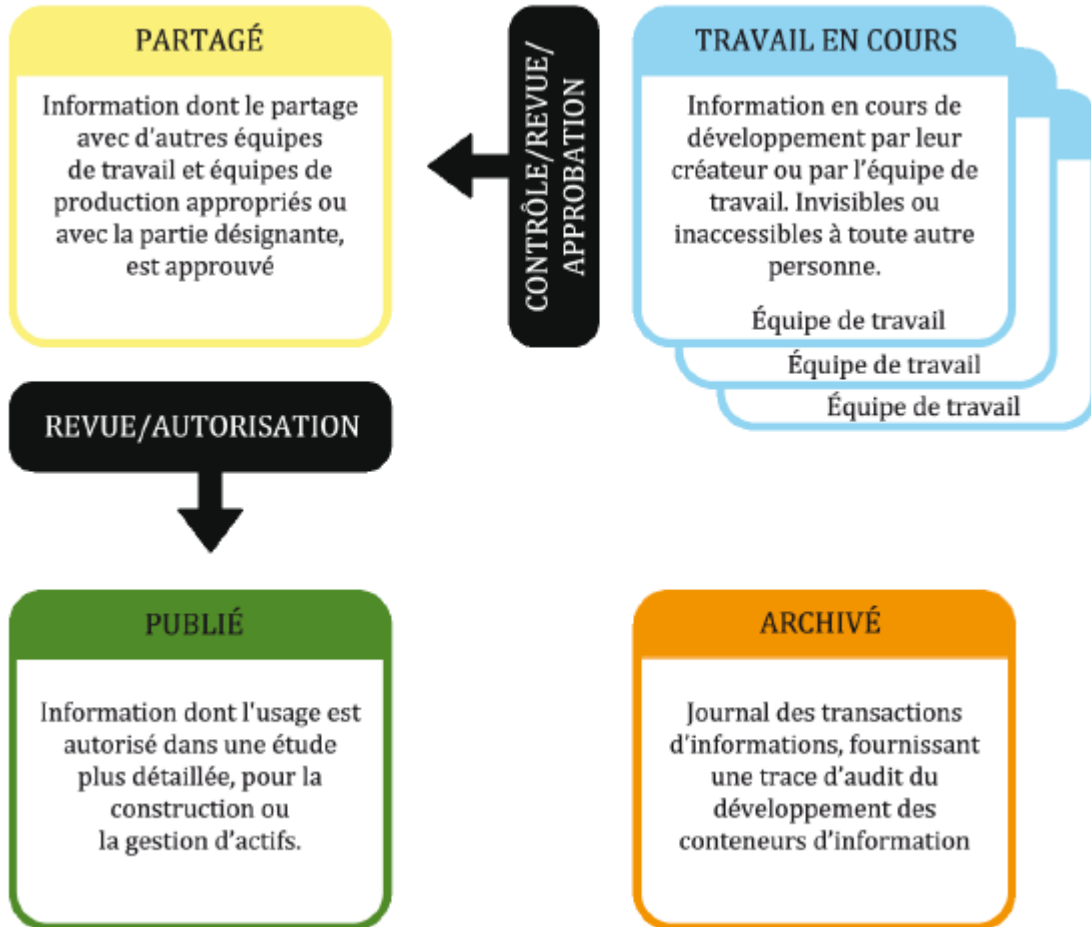 PARTAGÉ
Information dont le partage
avec d'autres équipes
de travail et équipes de
production appropriés ou
avec la partie désignante,
est approuvé
CONTRÔLE/REVUE/
APPROBATION
TRAVAIL EN COURS
Information en cours de
développement par leur
créateur ou par l'équipe de
travail. Invisibles ou
inaccessibles à toute autre
personne.
Équipe de travail
Équipe de travail
Équipe de travail
REVUE/AUTORISATION
PUBLIÉ
Information dont l'usage est
autorisé dans une étude
plus détaillée, pour la
construction ou
la gestion d'actifs.
ARCHIVÉ
Journal des transactions
d'informations, fournissant
une trace d'audit du
développement des
conteneurs d'information